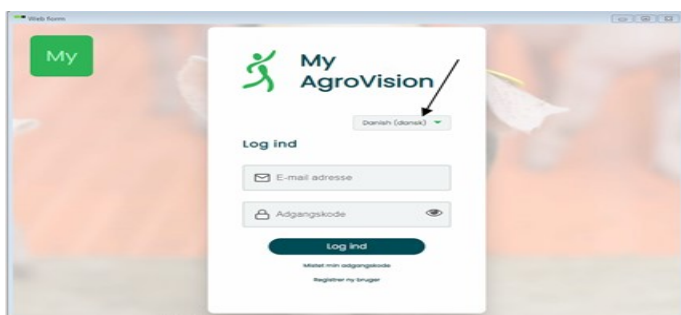 Web form
My
My
AgroVision
Danish (dansk)
Log ind
E-mail adresse
Adgangskode
Log ind
Mistet min adgangskode
Registrer ny bruger